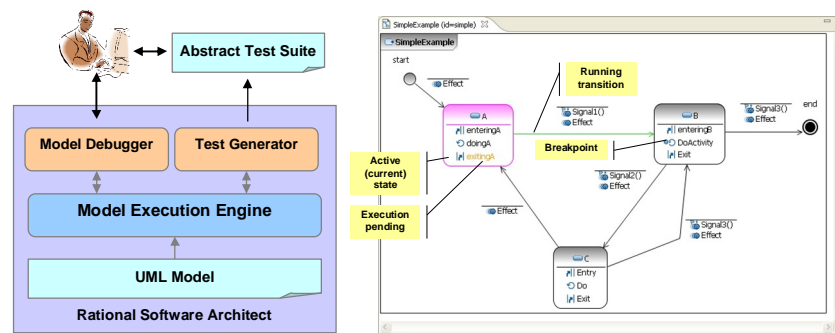 Abstract Test Suite
Model Debugger
Test Generator
Model Execution Engine
UML Model
Rational Software Architect
SimpleExample (id=simple)
SimpleExample
start
Effect
Running
transition
A
enteringA
doingA
exitingA
Signal1()
Effect
B
enteringB
DoActivity
Exit
Signal3()
Effect
end
Breakpoint
Active
(current)
state
Execution
pending
Effect
Signal2()
Effect
Signal3()
Effect
C
Entry
Do
Exit